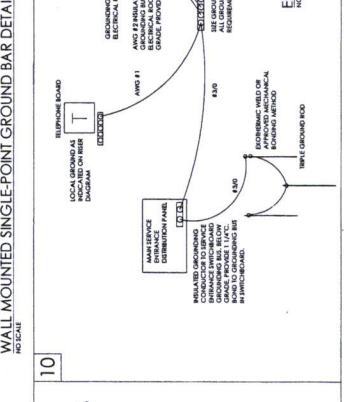 WALL MOUNTED SINGLE-POINT GROUND BAR DETAI
NO SCALE
10
TELEPHONE BOARD
T
LOCAL GROUND AS
INDICATED ON RISER
DIAGRAM
AWG #1
GROUNDING
ELECTRICAL
AWG #2 INSULA
GROUNDING BU
ELECTRICAL ROO
GRADE, PROVID
SIZE GROU
ALL GROU
REQUIREM
#3/0
MAIN SERVICE
ENTRANCE
DISTRIBUTION PANEL
INSULATED GROUNDING
CONDUCTOR TO SERVICE
ENTRANCE SWITCHBOARD
GROUNDING BUS, BELOW
GRADE, PROVIDE 1 1/4"C.
BOND TO GROUNDING BUS
IN SWITCHBOARD.
#3/0
EXOTHERMIC WELD OR
APPROVED MECHANICAL
BONDING METHOD
TRIPLE GROUND ROD